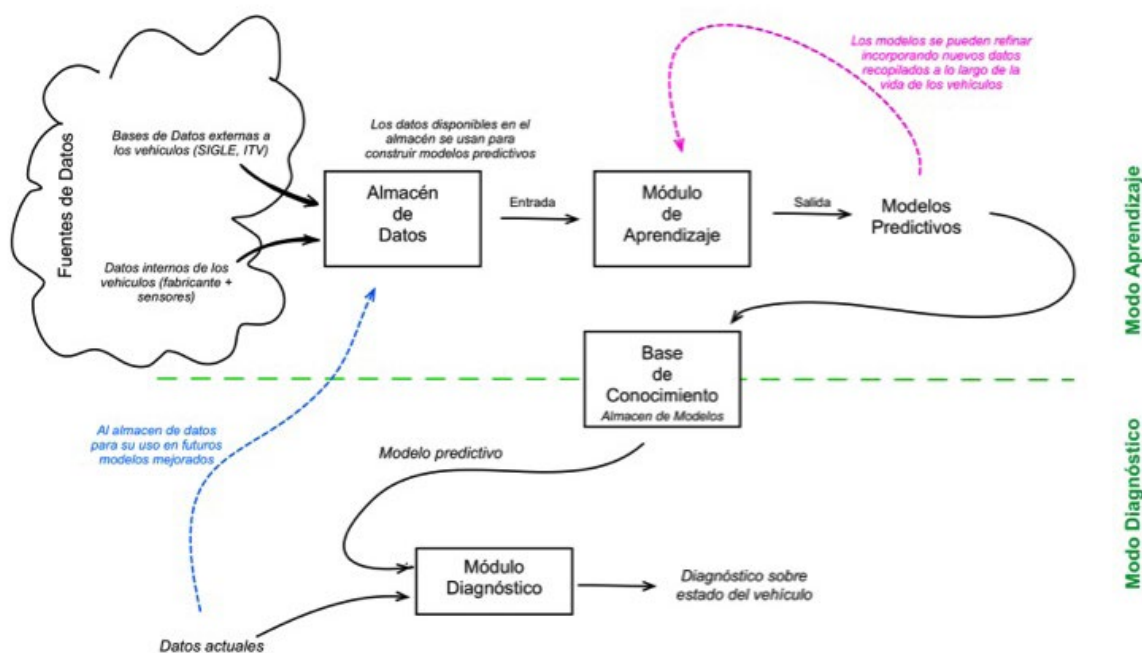 Fuentes de Datos
Bases de Datos externas a
los vehículos (SIGLE, ITV)
Datos internos de los
vehículos (fabricante +
sensores)
Los datos disponibles en el
almacén se usan para
construir modelos predictivos
Almacén
de
Datos
Entrada
Módulo
de
Aprendizaje
Salida
Modelos
Predictivos
Los modelos se pueden refinar
incorporando nuevos datos
recopilados a lo largo de la
vida de los vehículos
Modo Aprendizaje
Base
de
Conocimiento
Almacen de Modelos
Al almacen de datos
para su uso en futuros
modelos mejorados
Modelo predictivo
Módulo
Diagnóstico
Diagnóstico sobre
estado del vehículo
Datos actuales
Modo Diagnóstico